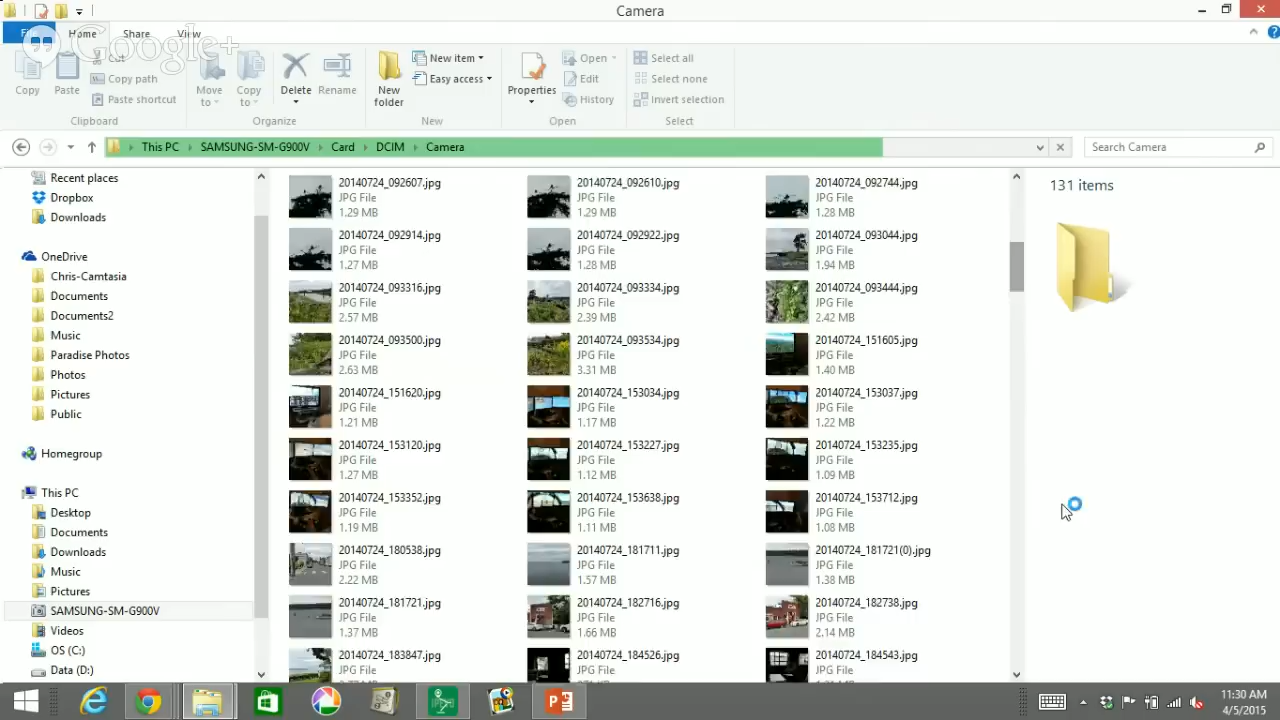 Camera
File Home Share View
Google+
Copy
Paste
Cut
Copy path
Paste shortcut
Clipboard
Move to
Copy to
Delete
Rename
Organize
New folder
New item
Easy access
New
Properties
Open
Edit
History
Open
Select all
Select none
Invert selection
Select
This PC SAMSUNG-SM-G900V Card DCIM Camera
Search Camera
Recent places
Dropbox
Downloads
OneDrive
Chris-Camtasia
Documents
Documents2
Music
Paradise Photos
Photos
Pictures
Public
Homegroup
This PC
Desktop
Documents
Downloads
Music
Pictures
SAMSUNG-SM-G900V
Videos
OS (C:)
Data (D:)
20140724_092607.jpg 20140724_092610.jpg 20140724_092744.jpg
JPG File JPG File JPG File
1.29 MB 1.29 MB 1.28 MB
20140724_092914.jpg 20140724_092922.jpg 20140724_093044.jpg
JPG File JPG File JPG File
1.27 MB 1.28 MB 1.94 MB
20140724_093316.jpg 20140724_093334.jpg 20140724_093444.jpg
JPG File JPG File JPG File
2.57 MB 2.39 MB 2.42 MB
20140724_093500.jpg 20140724_093534.jpg 20140724_151605.jpg
JPG File JPG File JPG File
2.63 MB 3.31 MB 1.40 MB
20140724_151620.jpg 20140724_153034.jpg 20140724_153037.jpg
JPG File JPG File JPG File
1.21 MB 1.17 MB 1.22 MB
20140724_153120.jpg 20140724_153227.jpg 20140724_153235.jpg
JPG File JPG File JPG File
1.27 MB 1.12 MB 1.09 MB
20140724_153352.jpg 20140724_153638.jpg 20140724_153712.jpg
JPG File JPG File JPG File
1.19 MB 1.11 MB 1.08 MB
20140724_180538.jpg 20140724_181711.jpg 20140724_181721(0).jpg
JPG File JPG File JPG File
2.22 MB 1.57 MB 1.38 MB
20140724_181721.jpg 20140724_182716.jpg 20140724_182738.jpg
JPG File JPG File JPG File
1.37 MB 1.66 MB 2.14 MB
20140724_183847.jpg 20140724_184526.jpg 20140724_184543.jpg
JPG File JPG File JPG File
131 items
11:30 AM
4/5/2015